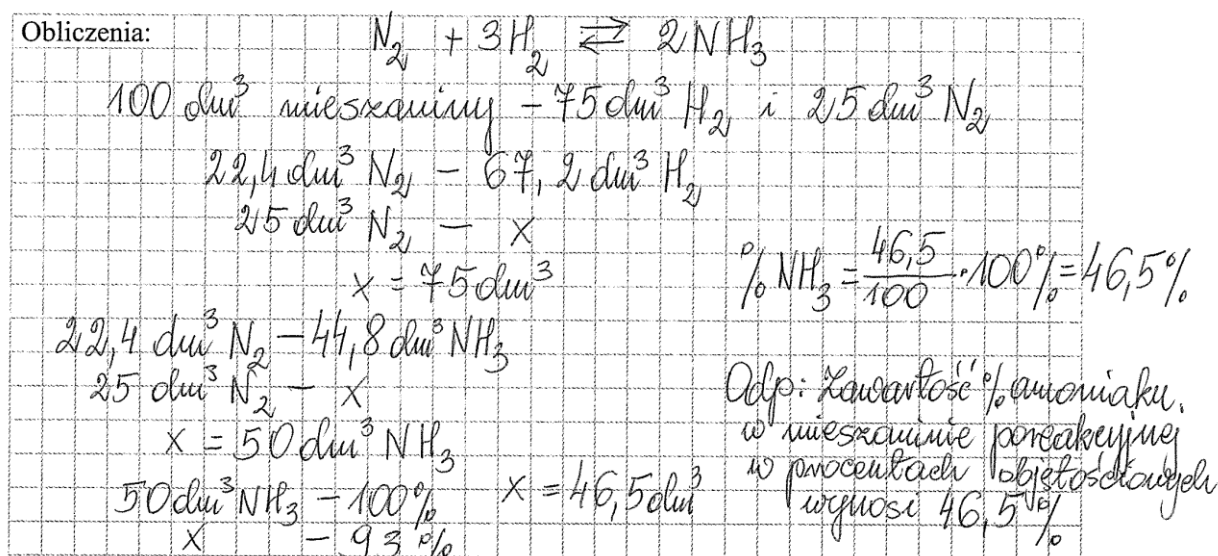 Obliczenia: N₂ + 3H₂ ⇄ 2NH₃
100 dm³ mieszaniny - 75 dm³ H₂ i 25 dm³ N₂
22,4 dm³ N₂ - 67,2 dm³ H₂
25 dm³ N₂ - x
x = 75 dm³
22,4 dm³ N₂ - 44,8 dm³ NH₃
25 dm³ N₂ - x
x = 50 dm³ NH₃
50 dm³ NH₃ - 100% x = 46,5 dm³
x - 93%
% NH₃ = 46,5/100 · 100% = 46,5%
Odp: Zawartość % amoniaku.
w mieszaninie poreakcyjnej
w procentach objętościowych
wynosi 46,5%